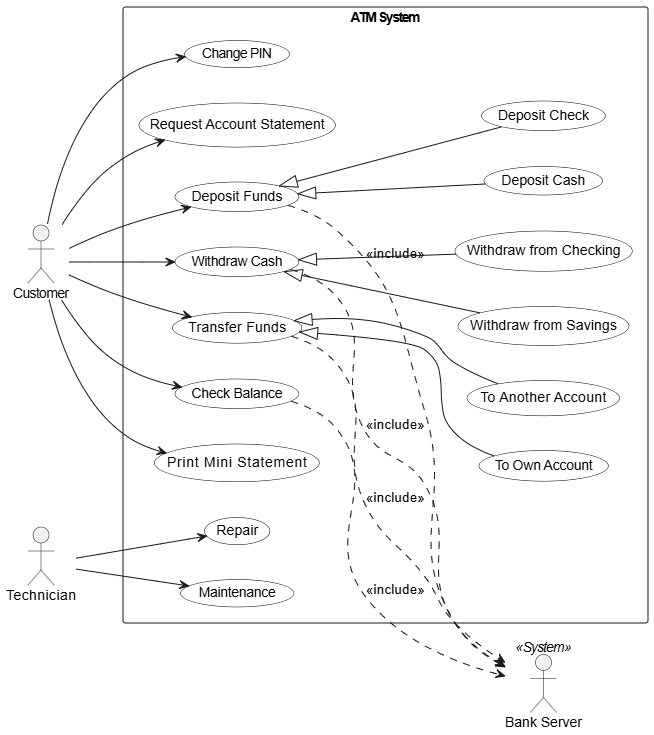 ATM System
Change PIN
Request Account Statement
Deposit Check
Deposit Funds
Deposit Cash
Customer
Withdraw Cash
«include»
Withdraw from Checking
Transfer Funds
Withdraw from Savings
Check Balance
To Another Account
«include»
Print Mini Statement
To Own Account
«include»
Technician
Repair
Maintenance
«include»
«System»
Bank Server